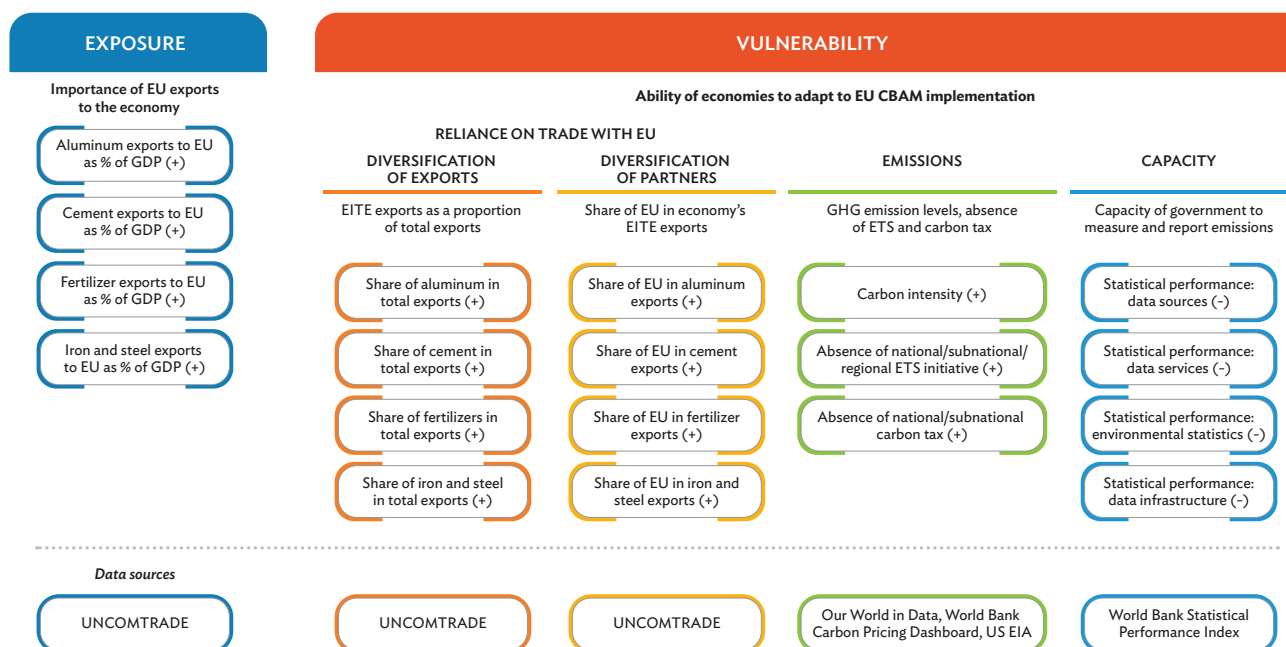 EXPOSURE
Importance of EU exports
to the economy
Aluminum exports to EU
as % of GDP (+)
Cement exports to EU
as % of GDP (+)
Fertilizer exports to EU
as % of GDP (+)
Iron and steel exports
to EU as % of GDP (+)
VULNERABILITY
Ability of economies to adapt to EU CBAM implementation
RELIANCE ON TRADE WITH EU
DIVERSIFICATION
OF EXPORTS
EITE exports as a proportion
of total exports
Share of aluminum in
total exports (+)
Share of cement in
total exports (+)
Share of fertilizers in
total exports (+)
Share of iron and steel
in total exports (+)
DIVERSIFICATION
OF PARTNERS
Share of EU in economy's
EITE exports
Share of EU in aluminum
exports (+)
Share of EU in cement
exports (+)
Share of EU in fertilizer
exports (+)
Share of EU in iron and
steel exports (+)
EMISSIONS
GHG emission levels, absence
of ETS and carbon tax
Carbon intensity (+)
Absence of national/subnational/
regional ETS initiative (+)
Absence of national/subnational
carbon tax (+)
CAPACITY
Capacity of government to
measure and report emissions
Statistical performance:
data sources (-)
Statistical performance:
data services (-)
Statistical performance:
environmental statistics (-)
Statistical performance:
data infrastructure (-)
Data sources
UNCOMTRADE
UNCOMTRADE
UNCOMTRADE
Our World in Data, World Bank
Carbon Pricing Dashboard, US EIA
World Bank Statistical
Performance Index